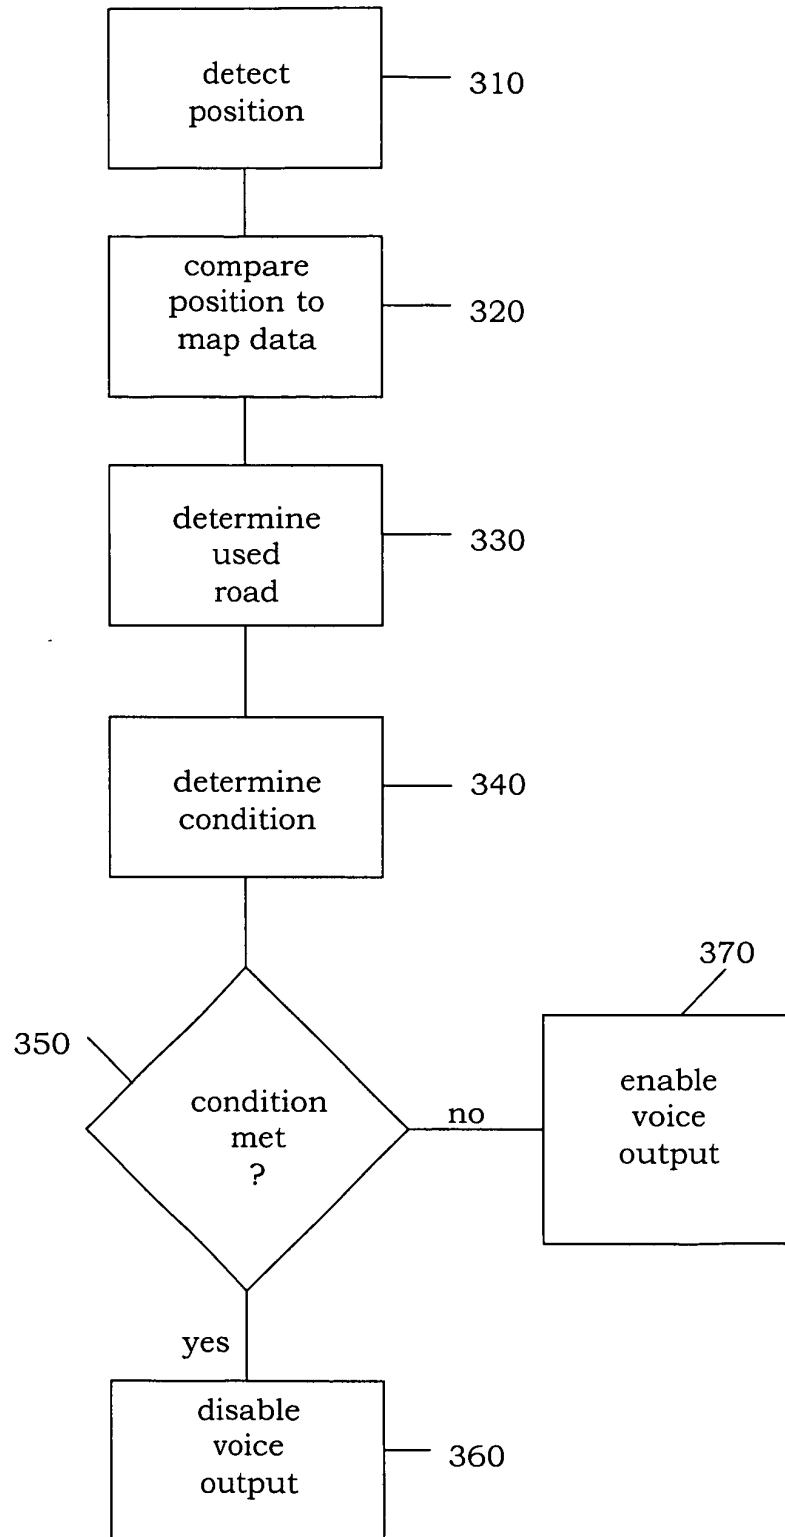 detect
position
310
compare
position to
map data
320
determine
used
road
330
determine
condition
340
350
condition
met
?
no
370
enable
voice
output
yes
disable
voice
output
360